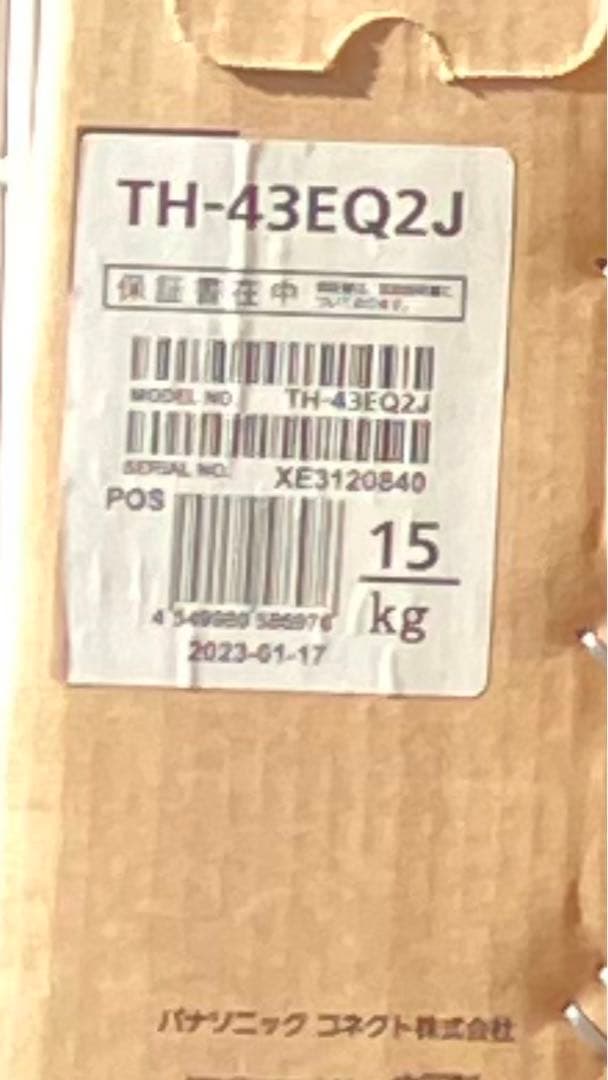 TH-43EQ2J
保証書在中
MODEL NO. TH-43EQ2J
SERIAL NO. XE3120840
POS
15
kg
2023-01-17
パナソニック コネクト株式会社